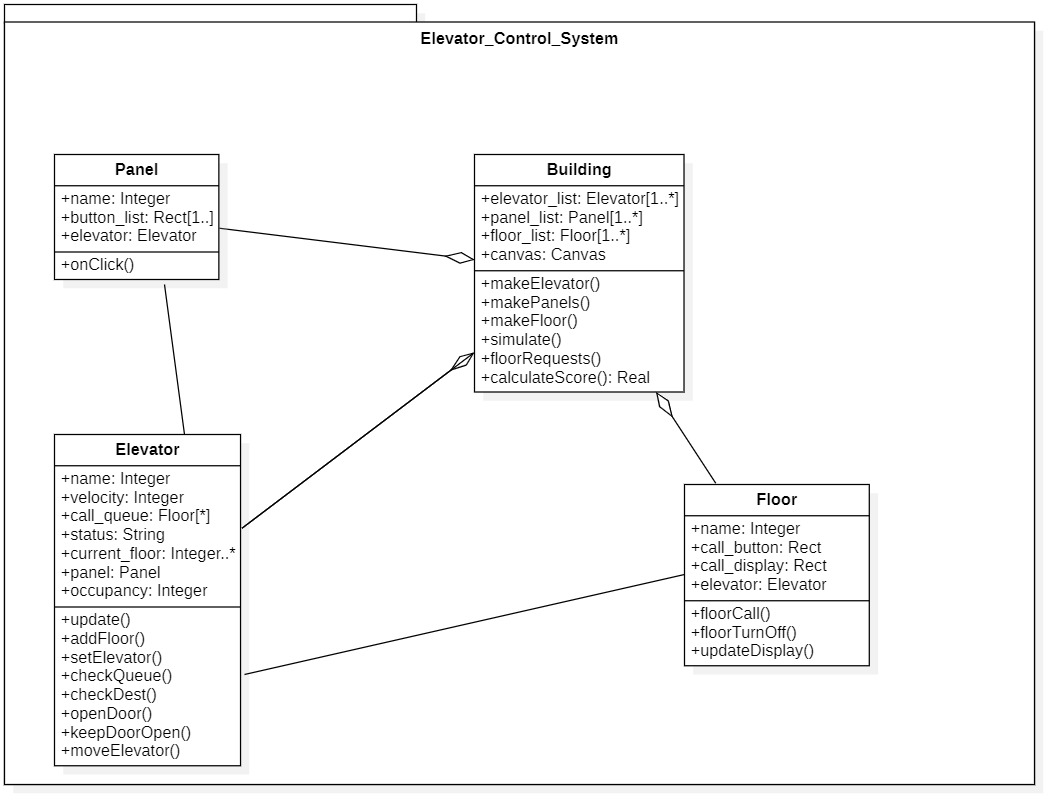 Elevator_Control_System
Panel
+name: Integer
+button_list: Rect[1..]
+elevator: Elevator
+onClick()
Building
+elevator_list: Elevator[1..*]
+panel_list: Panel[1..*]
+floor_list: Floor[1..*]
+canvas: Canvas
+makeElevator()
+makePanels()
+makeFloor()
+simulate()
+floorRequests()
+calculateScore(): Real
Elevator
+name: Integer
+velocity: Integer
+call_queue: Floor[*]
+status: String
+current_floor: Integer..*
+panel: Panel
+occupancy: Integer
+update()
+addFloor()
+setElevator()
+checkQueue()
+checkDest()
+openDoor()
+keepDoorOpen()
+moveElevator()
Floor
+name: Integer
+call_button: Rect
+call_display: Rect
+elevator: Elevator
+floorCall()
+floorTurnOff()
+updateDisplay()